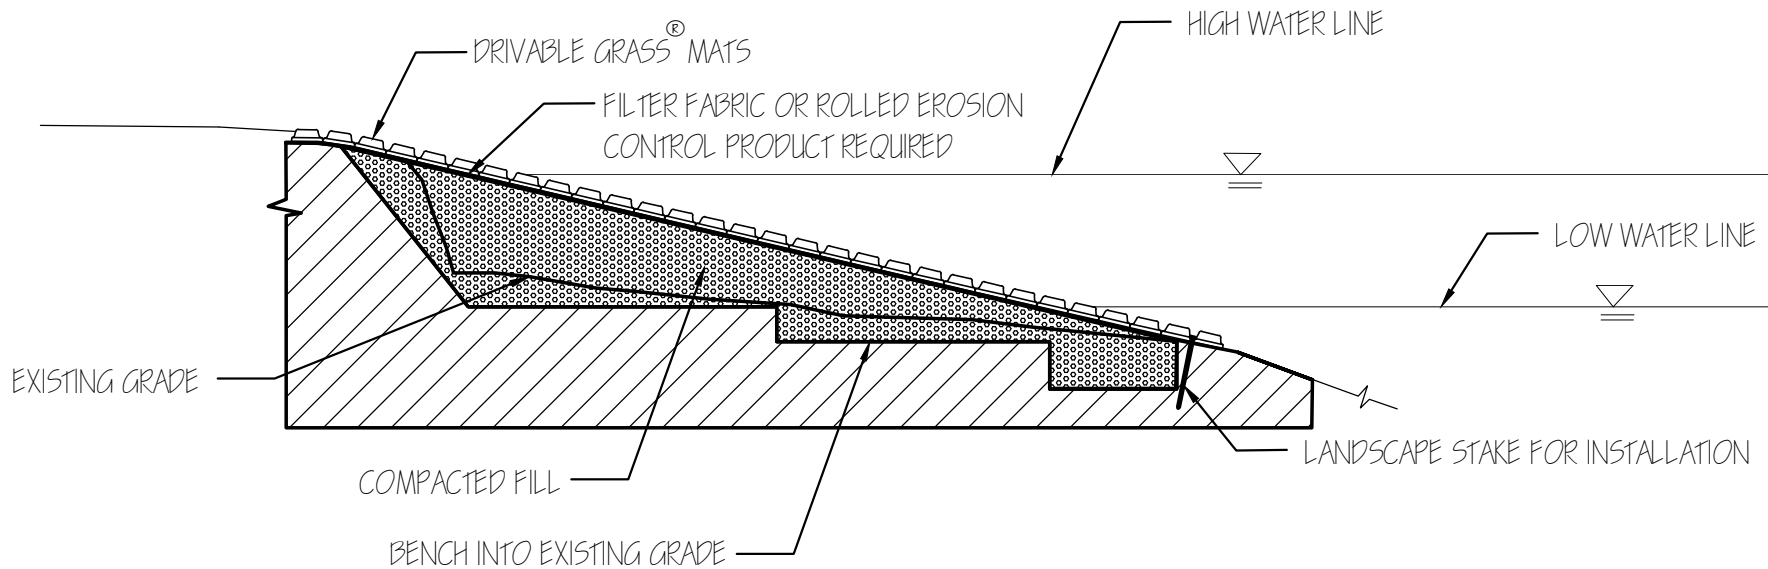 HIGH WATER LINE
DRIVABLE GRASS® MATS
FILTER FABRIC OR ROLLED EROSION
CONTROL PRODUCT REQUIRED
LOW WATER LINE
EXISTING GRADE
LANDSCAPE STAKE FOR INSTALLATION
COMPACTED FILL
BENCH INTO EXISTING GRADE